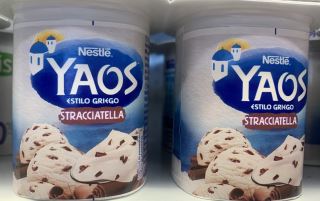 Nestlé
YAOS
ESTILO GRIEGO
STRACCIATELLA
Nestlé
YAOS
ESTILO GRIEGO
STRACCIATELLA